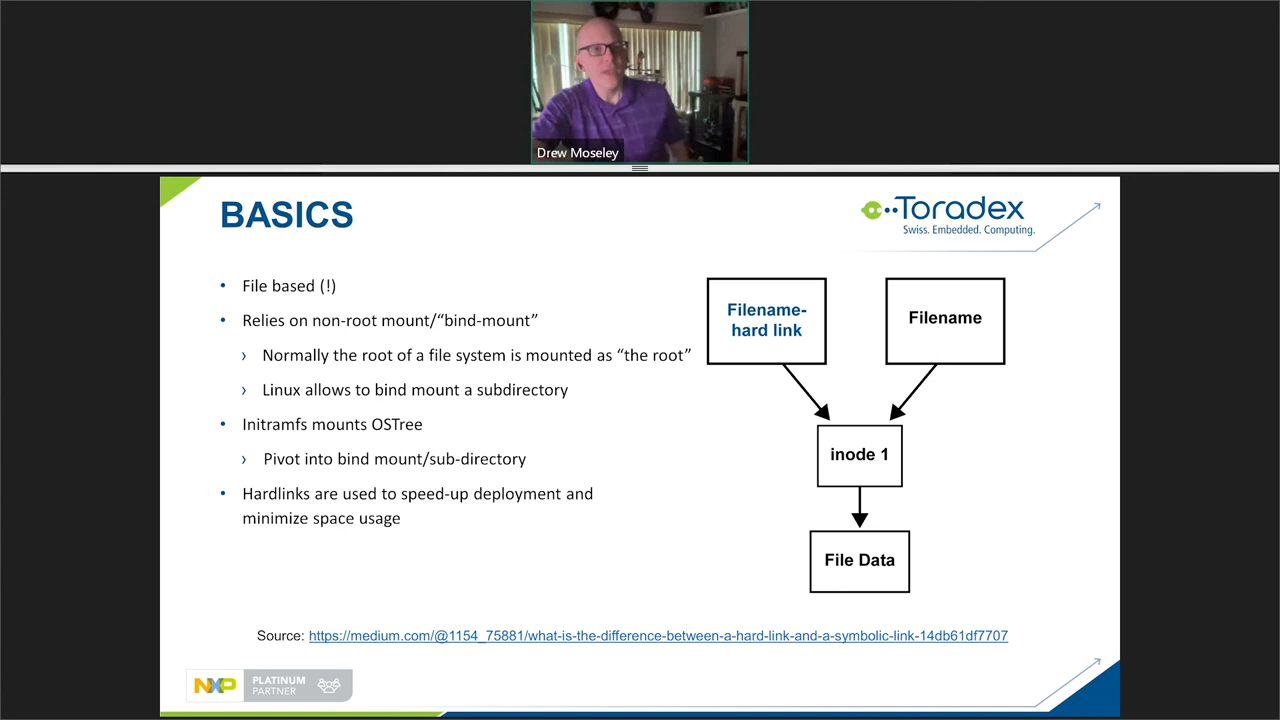 Drew Moseley
BASICS
Toradex
Swiss. Embedded. Computing.
• File based (!)
• Relies on non-root mount/“bind-mount”
› Normally the root of a file system is mounted as “the root”
› Linux allows to bind mount a subdirectory
• Initramfs mounts OSTree
› Pivot into bind mount/sub-directory
• Hardlinks are used to speed-up deployment and
minimize space usage
Filename-
hard link
Filename
inode 1
File Data
Source: https://medium.com/@1154_75881/what-is-the-difference-between-a-hard-link-and-a-symbolic-link-14db61df7707
NXP
PLATINUM
PARTNER